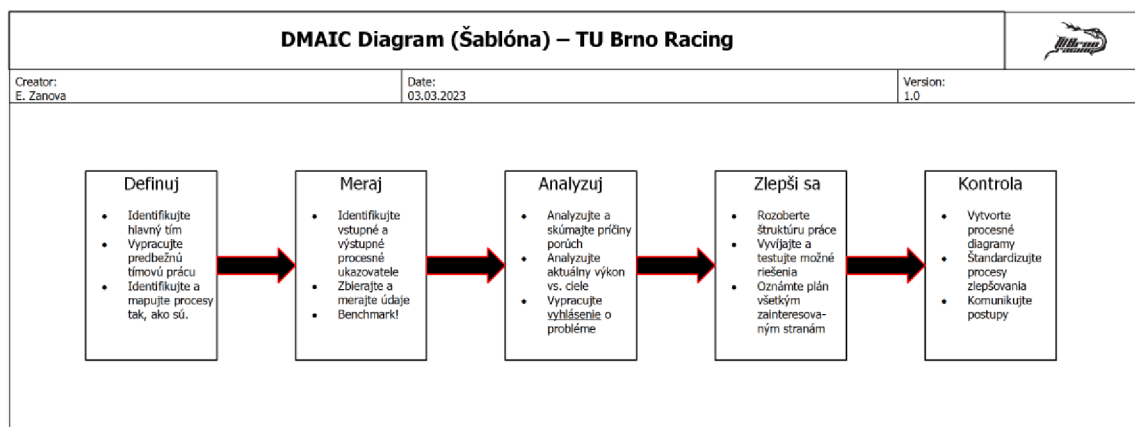 DMAIC Diagram (Šablóna) – TU Brno Racing
TUBrno
racing
Creator:
E. Zanova
Date:
03.03.2023
Version:
1.0
Definuj
• Identifikujte
hlavný tím
• Vypracujte
predbežnú
tímovú prácu
• Identifikujte a
mapujte procesy
tak, ako sú.
Meraj
• Identifikujte
vstupné a
výstupné
procesné
ukazovatele
• Zbierajte a
merajte údaje
• Benchmark!
Analyzuj
• Analyzujte a
skúmajte príčiny
porúch
• Analyzujte
aktuálny výkon
vs. ciele
• Vypracujte
vyhlásenie o
probléme
Zlepši sa
• Rozoberte
štruktúru práce
• Vyvíjajte a
testujte možné
riešenia
• Oznámte plán
všetkým
zainteresova-
ným stranám
Kontrola
• Vytvorte
procesné
diagramy
• Štandardizujte
procesy
zlepšovania
• Komunikujte
postupy